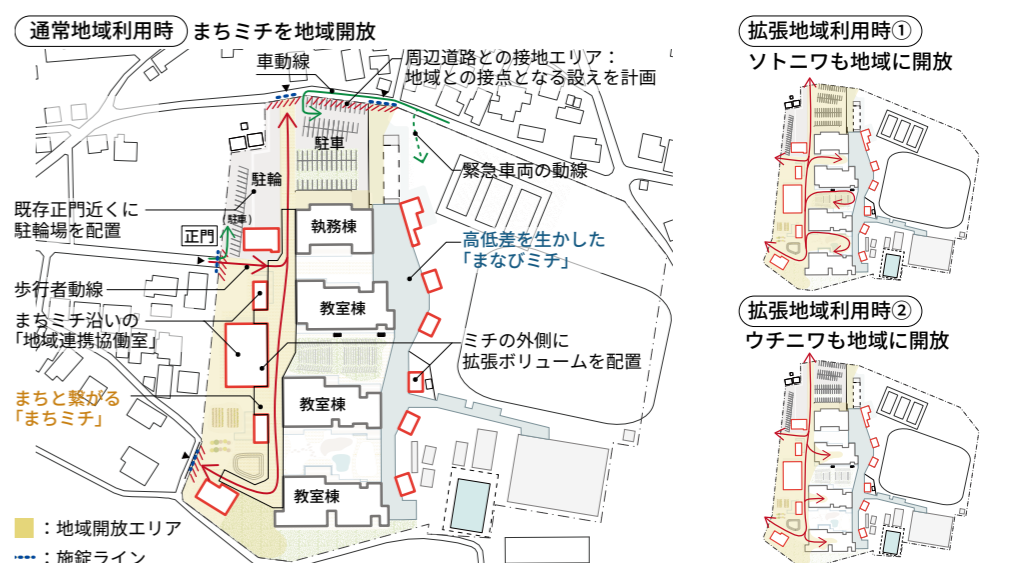 通常地域利用時 まちミチを地域開放
車動線
周辺道路との接地エリア：
地域との接点となる設えを計画
駐車
緊急車両の動線
駐輪
既存正門近くに
駐輪場を配置
(駐車)
正門
執務棟
高低差を生かした
「まなびミチ」
歩行者動線
教室棟
まちミチ沿いの
「地域連携協働室」
ミチの外側に
拡張ボリュームを配置
まちと繋がる
「まちミチ」
教室棟
教室棟
：地域開放エリア
：施錠ライン
拡張地域利用時①
ソトニワも地域に開放
拡張地域利用時②
ウチニワも地域に開放